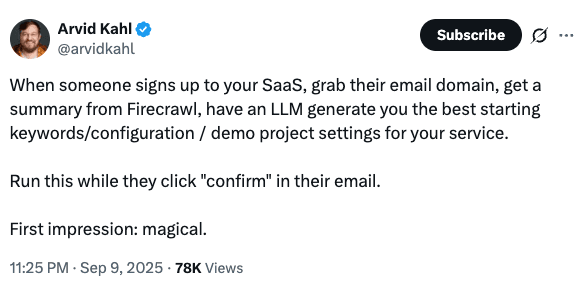 Arvid Kahl
@arvidkahl
Subscribe
When someone signs up to your SaaS, grab their email domain, get a
summary from Firecrawl, have an LLM generate you the best starting
keywords/configuration / demo project settings for your service.
Run this while they click "confirm" in their email.
First impression: magical.
11:25 PM · Sep 9, 2025 · 78K Views